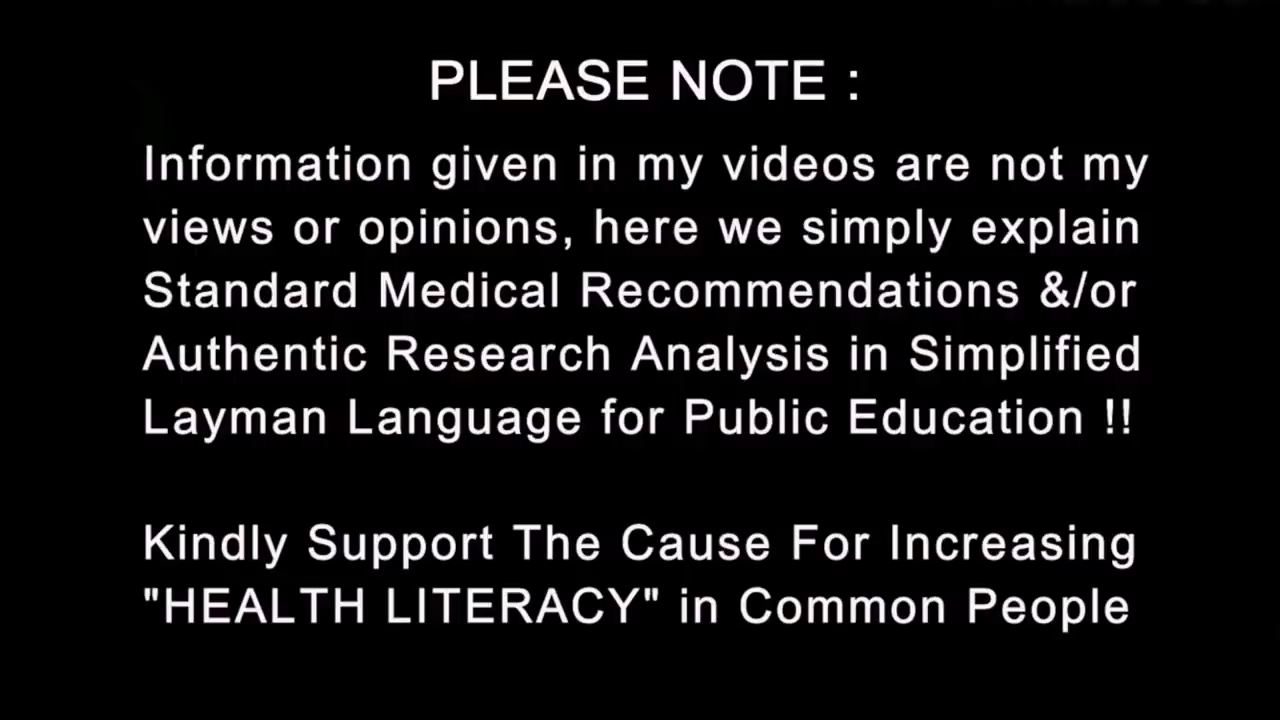 PLEASE NOTE :
Information given in my videos are not my
views or opinions, here we simply explain
Standard Medical Recommendations &/or
Authentic Research Analysis in Simplified
Layman Language for Public Education !!
Kindly Support The Cause For Increasing
"HEALTH LITERACY" in Common People